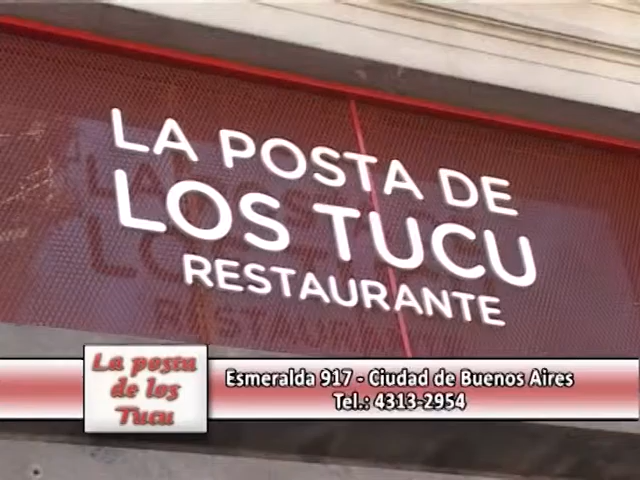 LA POSTA DE
LOS TUCU
RESTAURANTE
La posta
de los
Tucu
Esmeralda 917 - Ciudad de Buenos Aires
Tel.: 4313-2954